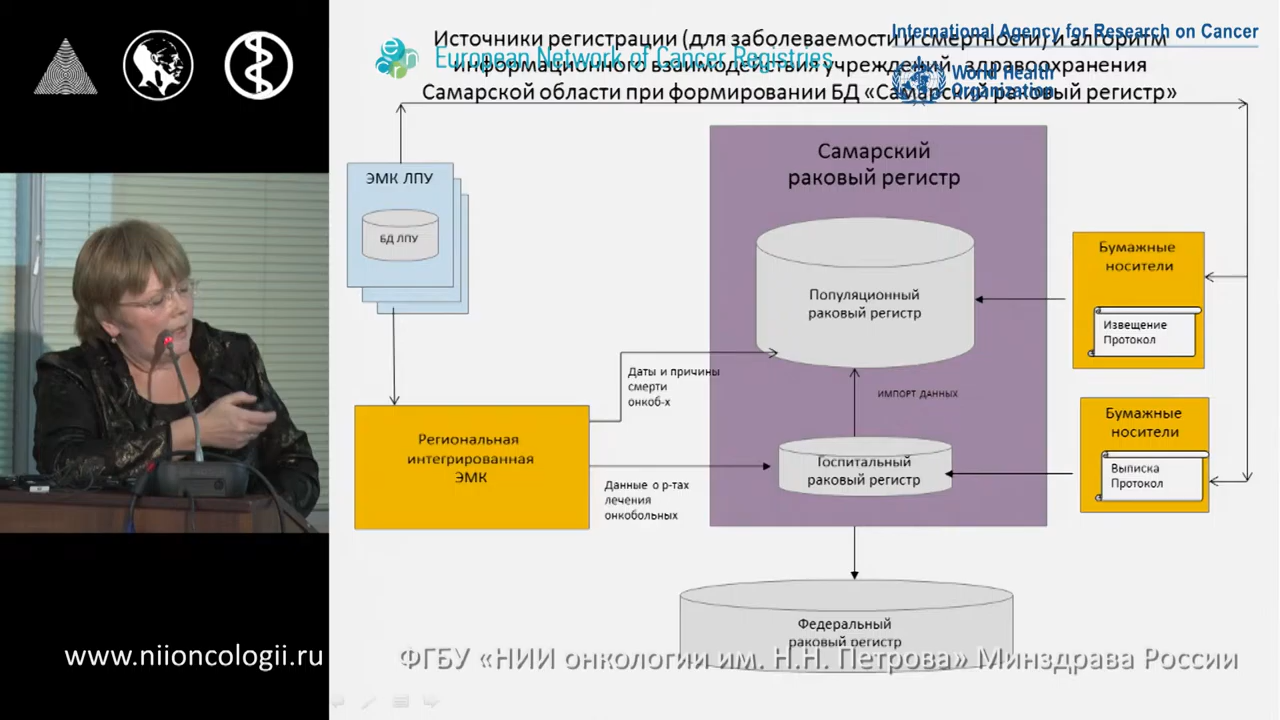 Источники регистрации (для заболеваемости и смертности) и алгоритм
информационного взаимодействия учреждений здравоохранения
Самарской области при формировании БД «Самарский раковый регистр»
International Agency for Research on Cancer
European Network of Cancer Registries
World Health
Organization
ЭМК ЛПУ
БД ЛПУ
Самарский
раковый регистр
Популяционный
раковый регистр
Бумажные
носители
Извещение
Протокол
Даты и причины
смерти
онкоб-х
ИМПОРТ ДАННЫХ
Региональная
интегрированная
ЭМК
Данные о р-тах
лечения
онкобольных
Госпитальный
раковый регистр
Бумажные
носители
Выписка
Протокол
Федеральный
раковый регистр
www.niioncologii.ru
ФГБУ «НИИ онкологии им. Н.Н. Петрова» Минздрава России